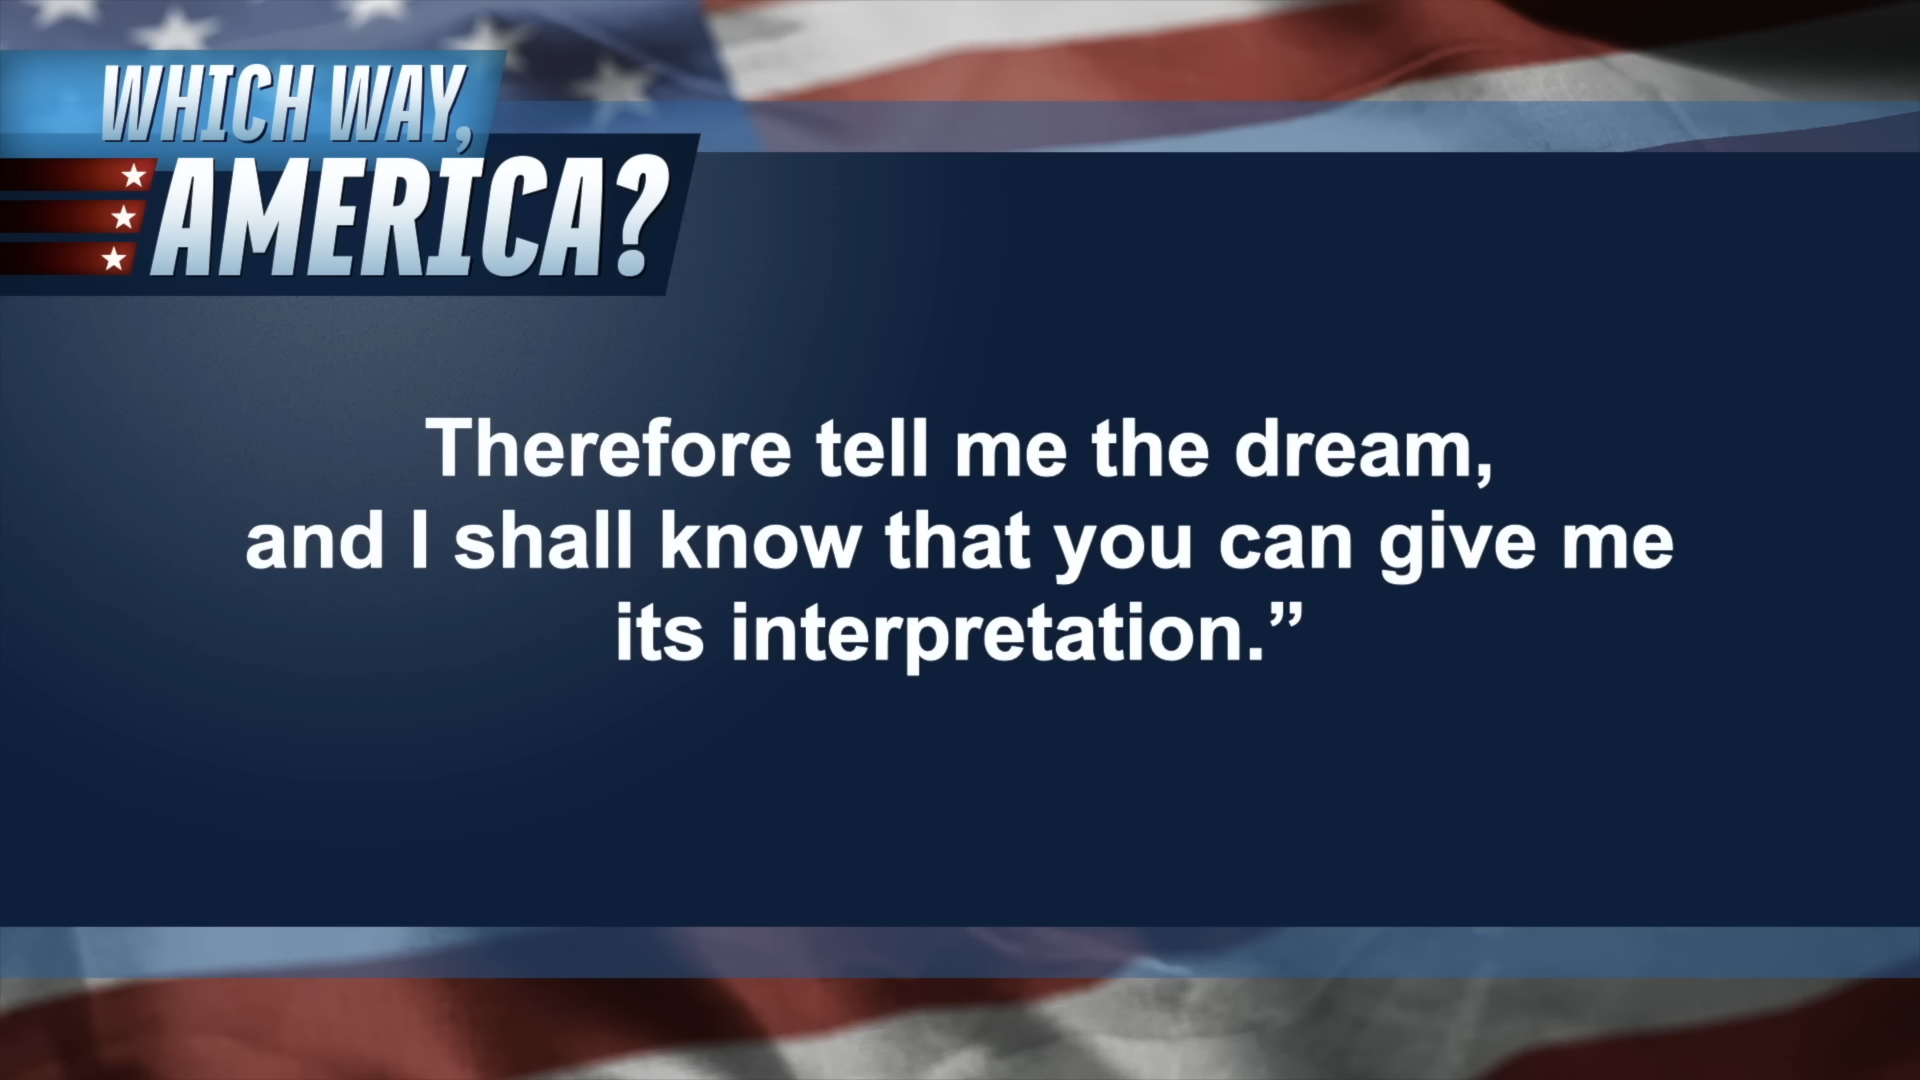 WHICH WAY,
AMERICA?
Therefore tell me the dream,
and I shall know that you can give me
its interpretation.”